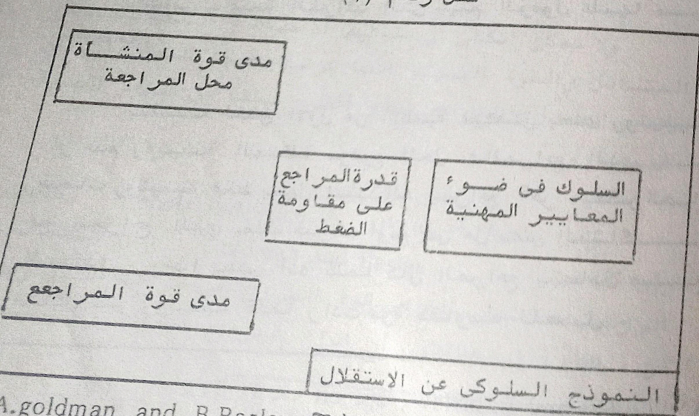 مدى قوة المنشأة
محل المراجعة
قدرة المراجع
على مقاومة
الضغط
السلوك فى ضوء
المعايير المهنية
مدى قوة المراجع
النموذج السلوكى عن الاستقلال
A.goldman and B.